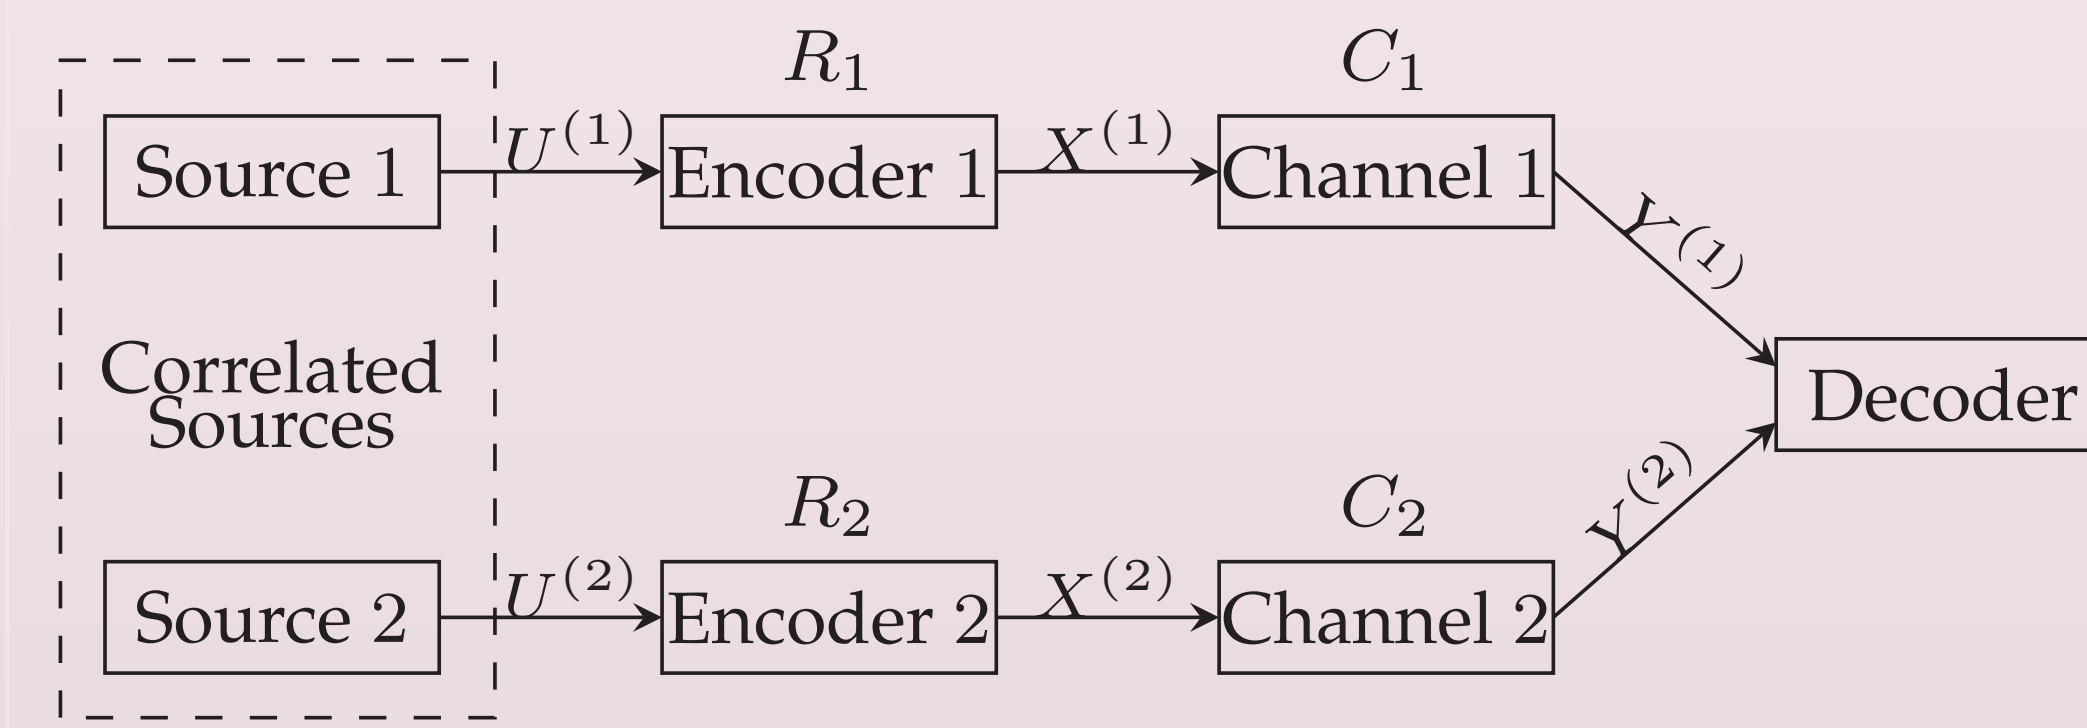 R₁
C₁
Source 1
U⁽¹⁾
Encoder 1
X⁽¹⁾
Channel 1
Y⁽¹⁾
Correlated
Sources
Decoder
R₂
C₂
Source 2
U⁽²⁾
Encoder 2
X⁽²⁾
Channel 2
Y⁽²⁾